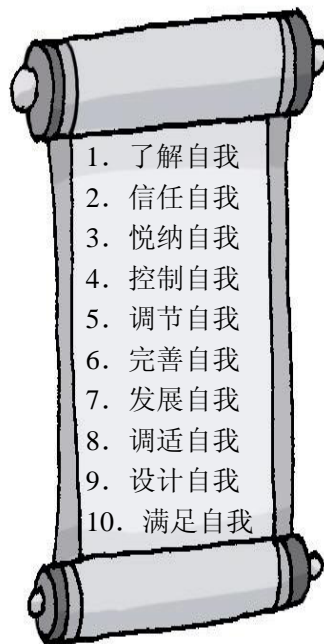 1. 了解自我
2. 信任自我
3. 悦纳自我
4. 控制自我
5. 调节自我
6. 完善自我
7. 发展自我
8. 调适自我
9. 设计自我
10. 满足自我